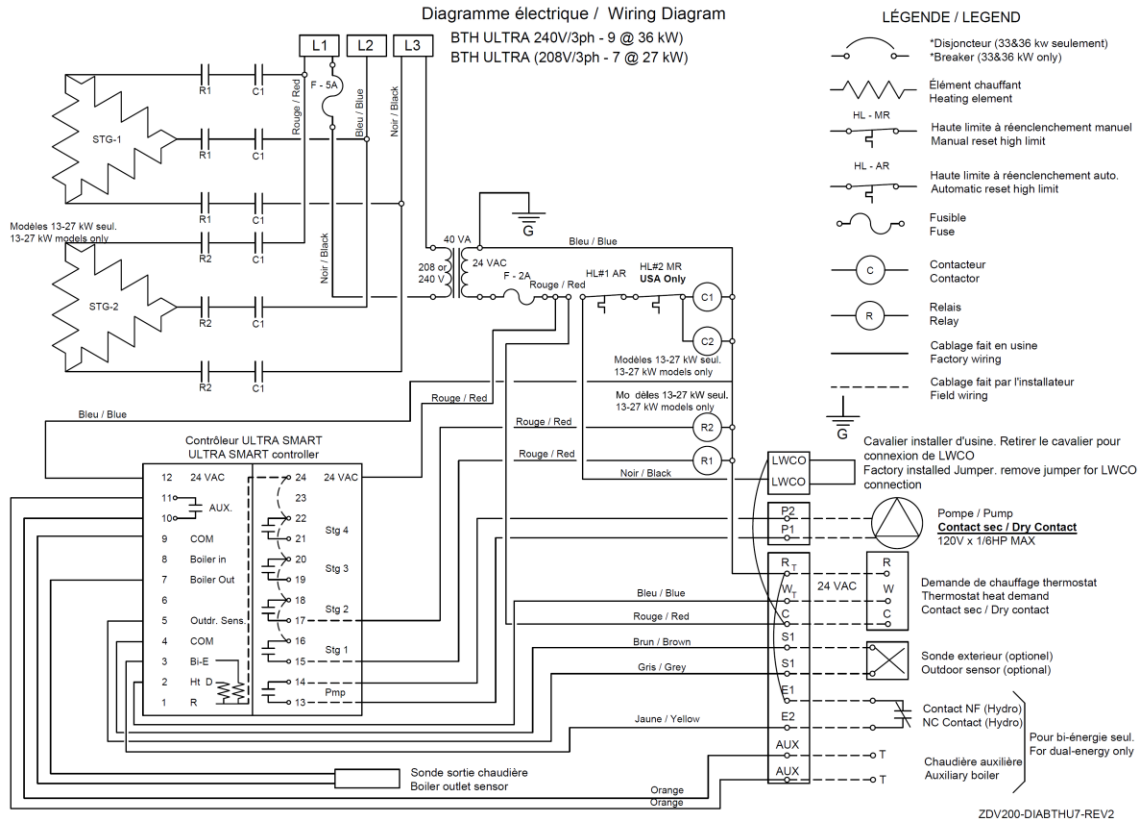 Diagramme électrique / Wiring Diagram
BTH ULTRA 240V/3ph - 9 @ 36 kW)
BTH ULTRA (208V/3ph - 7 @ 27 kW)
L1
L2
L3
F - 5A
Rouge / Red
Bleu / Blue
Noir / Black
R1
C1
STG-1
R1
C1
R1
C1
Modèles 13-27 kW seul.
13-27 kW models only
R2
C1
STG-2
R2
C1
R2
C1
Noir / Black
40 VA
208 or
240 V
24 VAC
G
Bleu / Blue
F - 2A
Rouge / Red
HL#1 AR
HL#2 MR
USA Only
C1
C2
Modèles 13-27 kW seul.
13-27 kW models only
Mo dèles 13-27 kW seul.
13-27 kW models only
Rouge / Red
Rouge / Red
R2
Rouge / Red
R1
Noir / Black
Bleu / Blue
LÉGENDE / LEGEND
*Disjoncteur (33&36 kw seulement)
*Breaker (33&36 kW only)
Élément chauffant
Heating element
HL - MR
Haute limite à réenclenchement manuel
Manual reset high limit
HL - AR
Haute limite à réenclenchement auto.
Automatic reset high limit
Fusible
Fuse
C
Contacteur
Contactor
R
Relais
Relay
Cablage fait en usine
Factory wiring
Cablage fait par l'installateur
Field wiring
G
Contrôleur ULTRA SMART
ULTRA SMART controller
12 24 VAC
11
10
AUX.
9 COM
8 Boiler in
7 Boiler Out
6
5 Outdr. Sens.
4 COM
3 Bi-E
2 Ht D
1 R
24 24 VAC
23
22
21
Stg 4
20
19
Stg 3
18
17
Stg 2
16
15
Stg 1
14
13
Pmp
LWCO
LWCO
Cavalier installer d'usine. Retirer le cavalier pour
connexion de LWCO
Factory installed Jumper. remove jumper for LWCO
connection
P2
P1
Pompe / Pump
Contact sec / Dry Contact
120V x 1/6HP MAX
RT
WT
C
24 VAC
R
W
C
Demande de chauffage thermostat
Thermostat heat demand
Contact sec / Dry contact
Bleu / Blue
Rouge / Red
Brun / Brown
S1
Gris / Grey
S1
Sonde exterieur (optionel)
Outdoor sensor (optional)
E1
E2
Jaune / Yellow
Contact NF (Hydro)
NC Contact (Hydro)
AUX
T
AUX
T
Chaudière auxilière
Auxiliary boiler
Pour bi-énergie seul.
For dual-energy only
Sonde sortie chaudière
Boiler outlet sensor
Orange
Orange
ZDV200-DIABTHU7-REV2